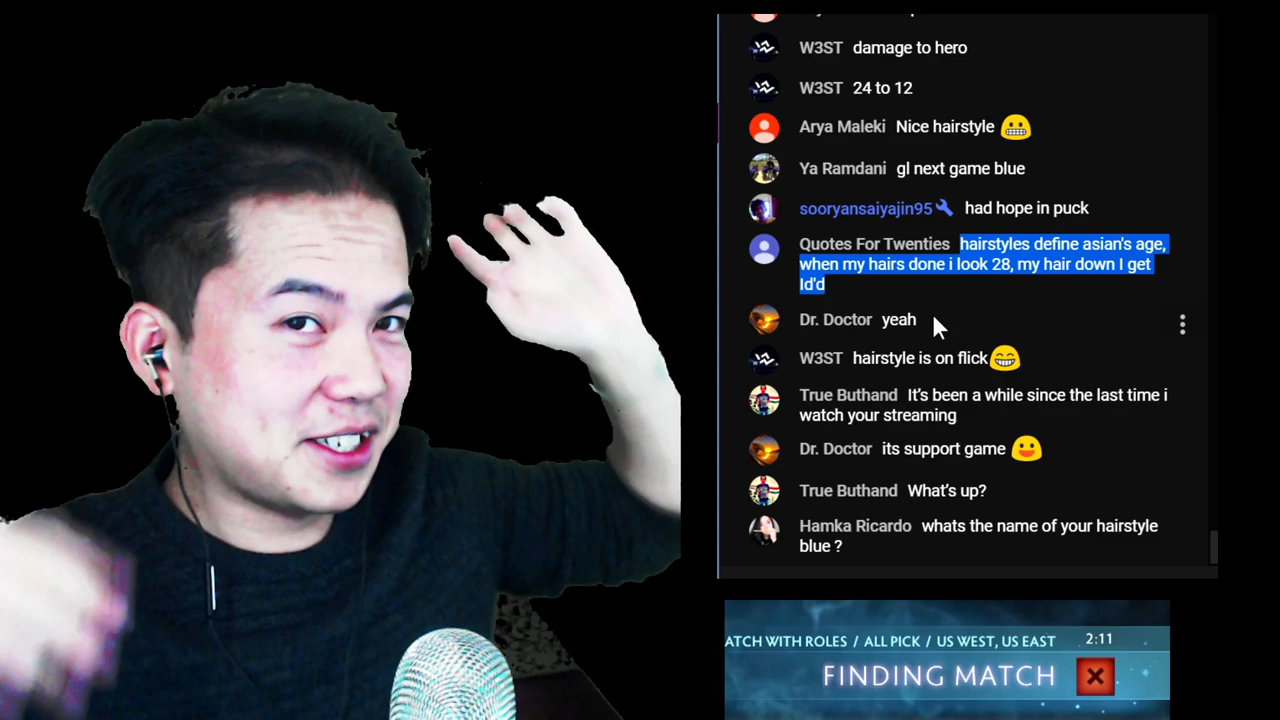 W3ST damage to hero
W3ST 24 to 12
Arya Maleki Nice hairstyle 😬
Ya Ramdani gl next game blue
sooryansaiyajin95 had hope in puck
Quotes For Twenties hairstyles define asian's age,
when my hairs done i look 28, my hair down I get
Id'd
Dr. Doctor yeah
W3ST hairstyle is on flick😁
True Buthand It's been a while since the last time i
watch your streaming
Dr. Doctor its support game 😀
True Buthand What's up?
Hamka Ricardo whats the name of your hairstyle
blue ?
ATCH WITH ROLES / ALL PICK / US WEST, US EAST 2:11
FINDING MATCH